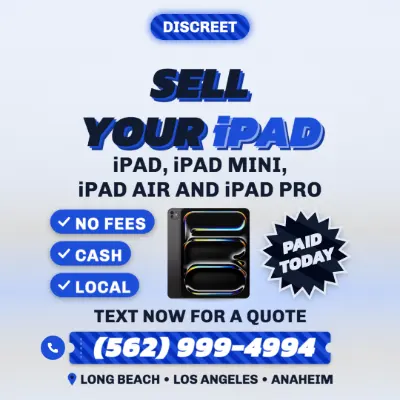 DISCREET
SELL
YOUR iPAD
iPAD, iPAD MINI,
iPAD AIR AND iPAD PRO
NO FEES
CASH
LOCAL
PAID
TODAY
TEXT NOW FOR A QUOTE
(562) 999-4994
LONG BEACH • LOS ANGELES • ANAHEIM